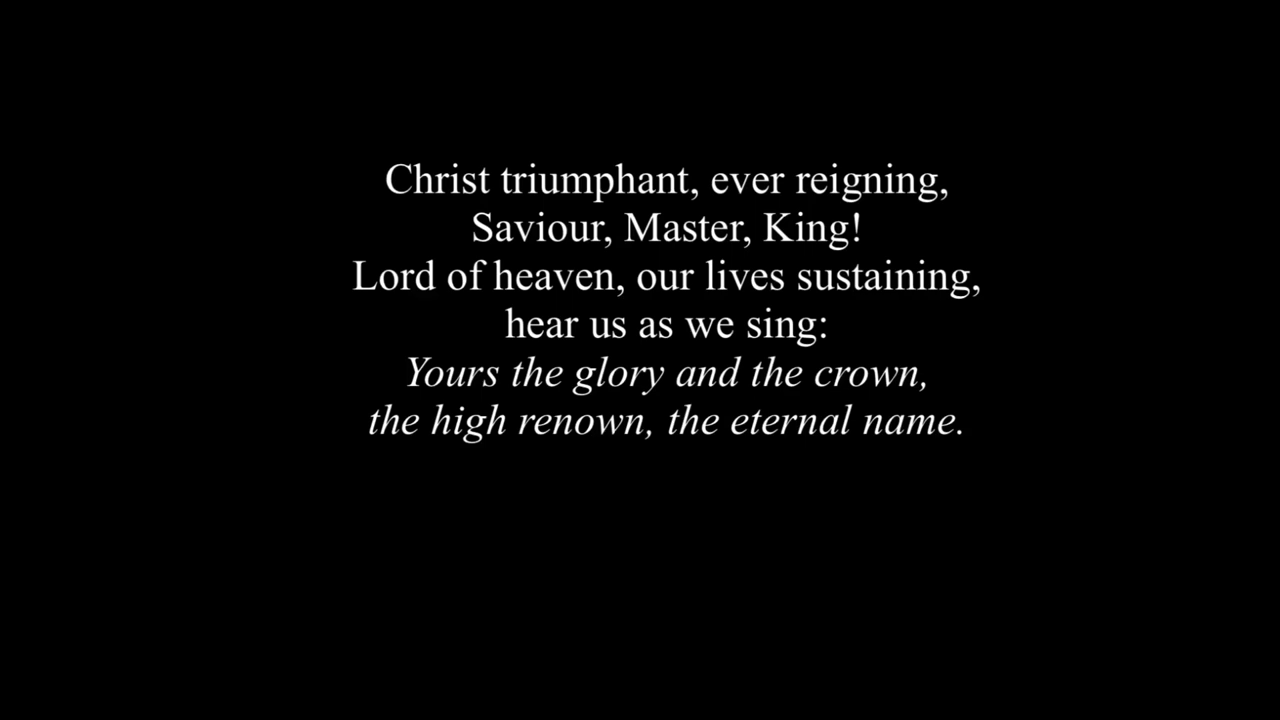 Christ triumphant, ever reigning,
Saviour, Master, King!
Lord of heaven, our lives sustaining,
hear us as we sing:
Yours the glory and the crown,
the high renown, the eternal name.